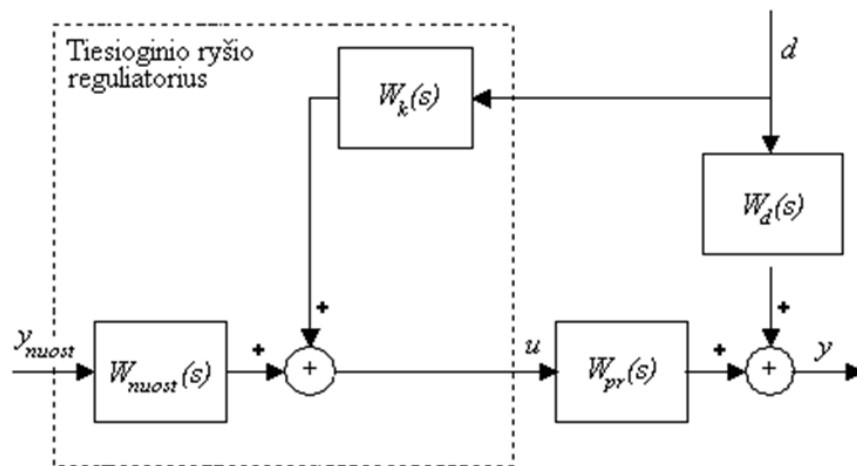 Tiesioginio ryšio
reguliatorius
d
W_k(s)
W_d(s)
+
+
y_nuost
W_nuost(s)
+
+
u
W_pr(s)
+
+
y